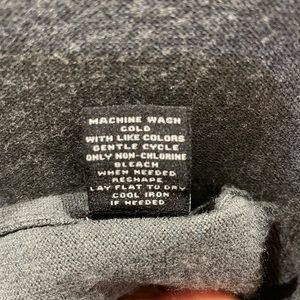 MACHINE WASH
COLD
WITH LIKE COLORS
GENTLE CYCLE
ONLY NON-CHLORINE
BLEACH
WHEN NEEDED
RESHAPE
LAY FLAT TO DRY
COOL IRON
IF NEEDED